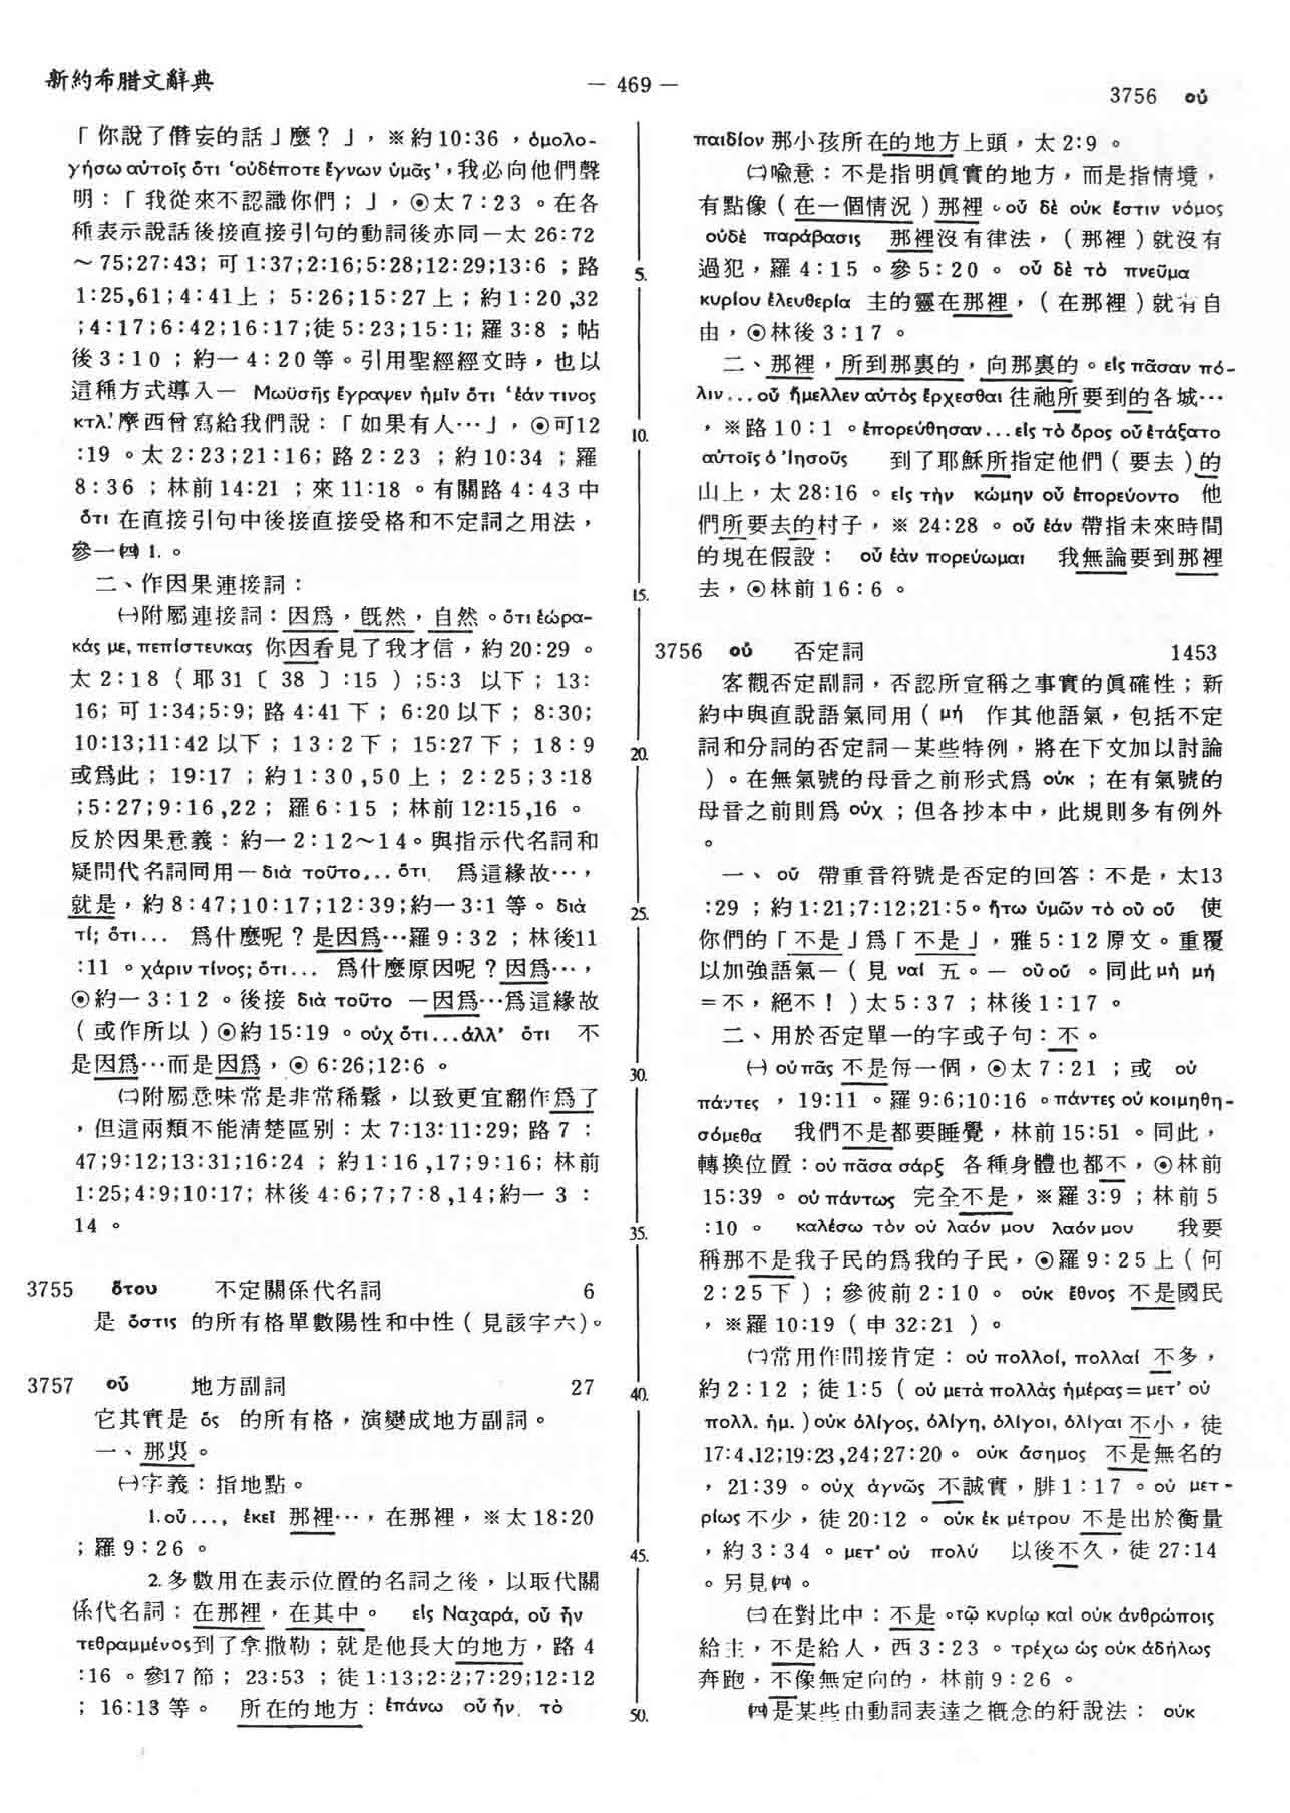 新約希腊文辭典
— 469 —
3756 οὐ
「你說了僭妄的話」麼？」，※約10:36，ὁμολο-
γήσω αὐτοῖς ὅτι ‘οὐδέποτε ἔγνων ὑμᾶς’，我必向他們聲
明：「我從來不認識你們；」，⊙太7:23。在各
種表示說話後接直接引句的動詞後亦同—太26:72
～75;27:43; 可1:37;2:16;5:28;12:29;13:6；路
1:25,61;4:41上；5:26;15:27上；約1:20,32
;4:17;6:42;16:17;徒5:23;15:1; 羅3:8；帖
後3:10；約一4:20等。引用聖經經文時，也以
這種方式導入— Μωϋσῆς ἔγραψεν ἡμῖν ὅτι ‘ἐάν τινος
κτλ.’摩西曾寫給我們說：「如果有人…」，⊙可12
:19。太2:23;21:16; 路2:23；約10:34；羅
8:36；林前14:21；來11:18。有關路4:43中
ὅτι 在直接引句中後接直接受格和不定詞之用法，
參一㈣1.。
二、作因果連接詞：
㈠附屬連接詞：因爲，既然，自然。ὅτι ἑώρα-
κάς με, πεπίστευκας 你因看見了我才信，約20:29。
太2:18（耶31〔38〕:15）;5:3 以下；13:
16; 可1:34;5:9; 路4:41下；6:20以下；8:30;
10:13;11:42以下；13:2下；15:27下；18:9
或爲此；19:17；約1:30,50上；2:25;3:18
;5:27;9:16,22；羅6:15；林前12:15,16。
反於因果意義：約一2:12～14。與指示代名詞和
疑問代名詞同用—διὰ τοῦτο... ὅτι 爲這緣故…，
就是，約8:47;10:17;12:39;約一3:1等。διὰ
τί; ὅτι... 爲什麼呢？是因爲…羅9:32；林後11
:11。χάριν τίνος; ὅτι... 爲什麼原因呢？因爲…，
⊙約一3:12。後接 διὰ τοῦτο —因爲…爲這緣故
（或作所以）⊙約15:19。οὐχ ὅτι...ἀλλ’ ὅτι 不
是因爲…而是因爲，⊙ 6:26;12:6。
㈡附屬意味常是非常稀鬆，以致更宜翻作爲了
，但這兩類不能清楚區别：太7:13;11:29; 路7:
47;9:12;13:31;16:24；約1:16,17;9:16; 林前
1:25;4:9;10:17; 林後4:6;7;7:8,14;約一3:
14。
3755 ὅτου 不定關係代名詞 6
是 ὅστις 的所有格單數陽性和中性（見該字六）。
3757 οὗ 地方副詞 27
它其實是 ὅς 的所有格，演變成地方副詞。
一、那裏。
㈠字義：指地點。
1.οὗ..., ἐκεῖ 那裡…，在那裡，※太18:20
；羅9:26。
2.多數用在表示位置的名詞之後，以取代關
係代名詞：在那裡，在其中。 εἰς Ναζαρά, οὗ ἦν
τεθραμμένος到了拿撒勒；就是他長大的地方，路4
:16。參17節；23:53；徒1:13;2:2;7:29;12:12
；16:13等。 所在的地方：ἐπάνω οὗ ἦν τὸ
5.
10.
15.
20.
25.
30.
35.
40.
45.
50.
παιδίον 那小孩所在的地方上頭，太2:9。
㈡喩意：不是指明眞實的地方，而是指情境，
有點像（在一個情況）那裡。οὗ δὲ οὐκ ἔστιν νόμος
οὐδὲ παράβασις 那裡沒有律法，（那裡）就沒有
過犯，羅4:15。參5:20。οὗ δὲ τὸ πνεῦμα
κυρίου ἐλευθερία 主的靈在那裡，（在那裡）就有自
由，⊙林後3:17。
二、那裡，所到那裏的，向那裏的。εἰς πᾶσαν πό-
λιν...οὗ ἤμελλεν αὐτὸς ἔρχεσθαι 往祂所要到的各城…
，※路10:1。ἐπορεύθησαν...εἰς τὸ ὄρος οὗ ἐτάξατο
αὐτοῖς ὁ Ἰησοῦς 到了耶穌所指定他們（要去）的
山上，太28:16。εἰς τὴν κώμην οὗ ἐπορεύοντο 他
們所要去的村子，※24:28。οὗ ἐάν 帶指未來時間
的現在假設： οὗ ἐὰν πορεύωμαι 我無論要到那裡
去，⊙林前16:6。
3756 οὐ 否定詞 1453
客觀否定副詞，否認所宣稱之事實的眞確性；新
約中與直說語氣同用（μή 作其他語氣，包括不定
詞和分詞的否定詞—某些特例，將在下文加以討論
）。在無氣號的母音之前形式爲 οὐκ；在有氣號的
母音之前則爲 οὐχ；但各抄本中，此規則多有例外
。
一、οὔ 帶重音符號是否定的回答：不是，太13
:29；約1:21;7:12;21:5。ἤτω ὑμῶν τὸ οὒ οὔ 使
你們的「不是」爲「不是」，雅5:12原文。重覆
以加強語氣—（見 ναί 五。— οὒ οὔ。同此 μὴ μή
＝不，絕不！）太5:37；林後1:17。
二、用於否定單一的字或子句：不。
㈠ οὐ πᾶς 不是每一個，⊙太7:21；或 οὐ
πάντες，19:11。羅9:6;10:16。πάντες οὐ κοιμηθη-
σόμεθα 我們不是都要睡覺，林前15:51。同此，
轉換位置：οὐ πᾶσα σάρξ 各種身體也都不，⊙林前
15:39。οὐ πάντως 完全不是，※羅3:9；林前5
:10。 καλέσω τὸν οὐ λαόν μου λαόν μου 我要
稱那不是我子民的爲我的子民，⊙羅9:25上（何
2:25下）；參彼前2:10。οὐκ ἔθνος 不是國民
，※羅10:19（申32:21）。
㈡常用作間接肯定：οὐ πολλοί, πολλαί 不多，
約2:12；徒1:5（οὐ μετὰ πολλὰς ἡμέρας = μετ’ οὐ
πολλ. ἡμ.）οὐκ ὀλίγος, ὀλίγη, ὀλίγοι, ὀλίγαι 不小，徒
17:4,12;19:23,24;27:20。οὐκ ἄσημος 不是無名的
，21:39。οὐχ ἁγνῶς 不誠實，腓1:17。οὐ μετ-
ρίως 不少，徒20:12。οὐκ ἐκ μέτρου 不是出於衡量
，約3:34。μετ’ οὐ πολύ 以後不久，徒27:14
。另見㈣。
㈢在對比中：不是。τῷ κυρίῳ καὶ οὐκ ἀνθρώποις
給主，不是給人，西3:23。τρέχω ὡς οὐκ ἀδήλως
奔跑，不像無定向的，林前9:26。
㈣是某些由動詞表達之概念的紆說法： οὐκ